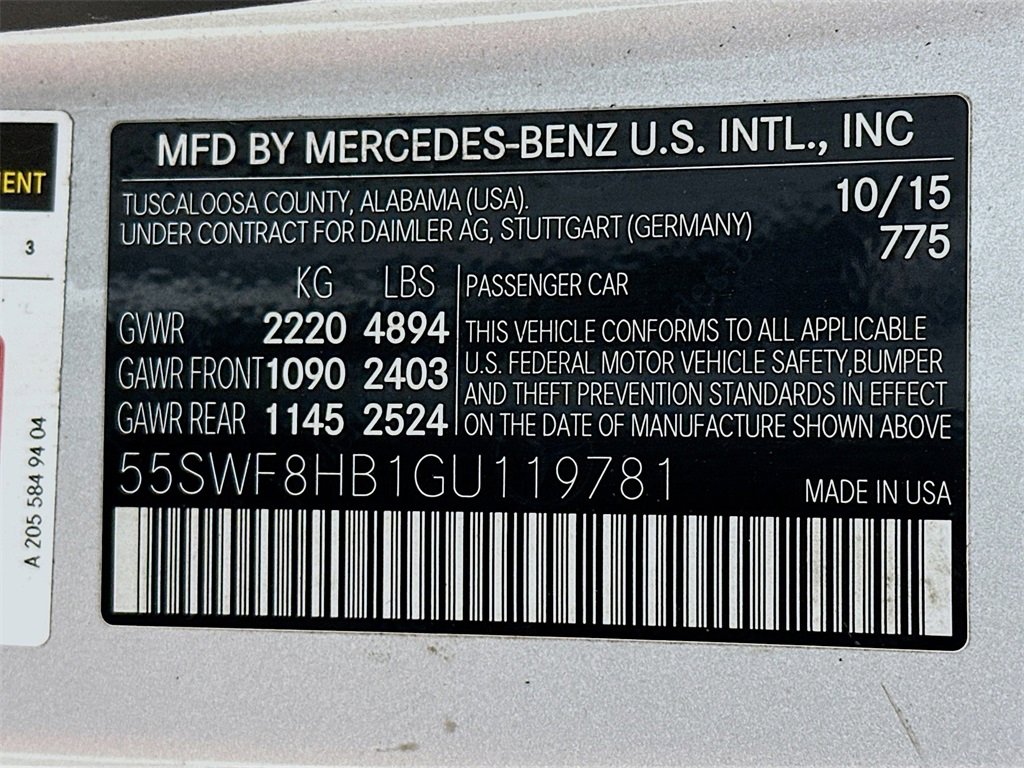 MFD BY MERCEDES-BENZ U.S. INTL., INC
TUSCALOOSA COUNTY, ALABAMA (USA). 10/15
UNDER CONTRACT FOR DAIMLER AG, STUTTGART (GERMANY) 775
KG LBS
GVWR 2220 4894
GAWR FRONT 1090 2403
GAWR REAR 1145 2524
PASSENGER CAR
THIS VEHICLE CONFORMS TO ALL APPLICABLE
U.S. FEDERAL MOTOR VEHICLE SAFETY,BUMPER
AND THEFT PREVENTION STANDARDS IN EFFECT
ON THE DATE OF MANUFACTURE SHOWN ABOVE
55SWF8HB1GU119781
MADE IN USA
3
A 205 584 94 04